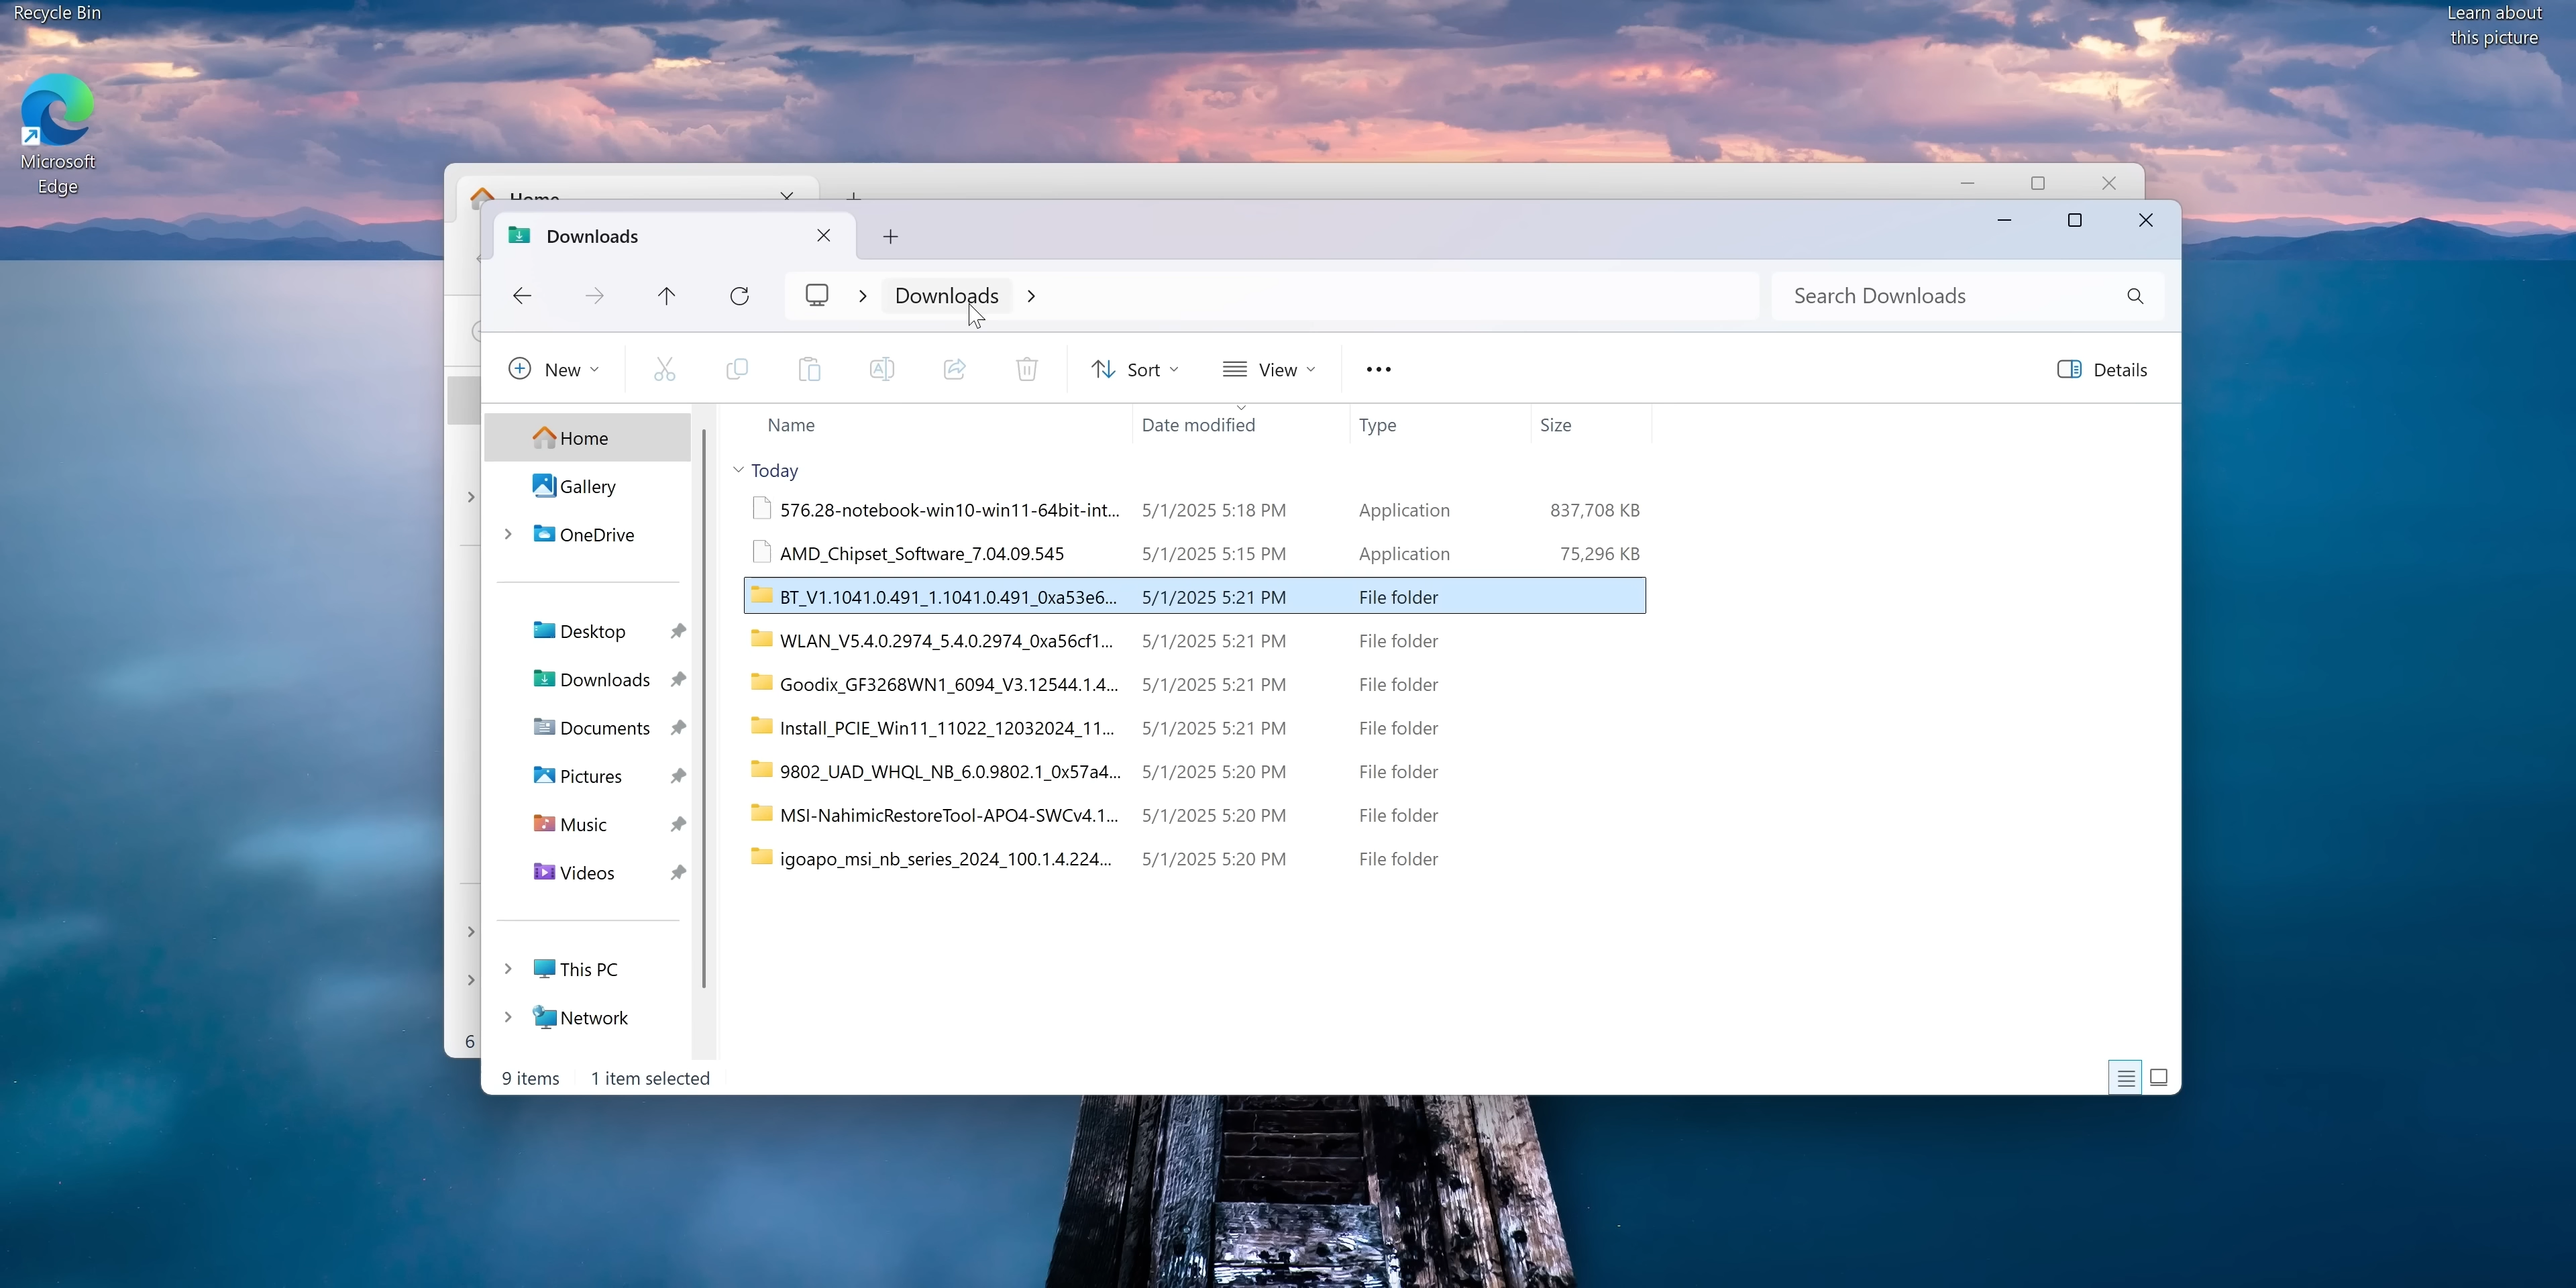 Recycle Bin
Learn about
this picture
Microsoft
Edge
Home
Downloads
Downloads
Search Downloads
New
Sort
View
Details
Name Date modified Type Size
Home
Gallery
OneDrive
Desktop
Downloads
Documents
Pictures
Music
Videos
This PC
Network
Today
576.28-notebook-win10-win11-64bit-int... 5/1/2025 5:18 PM Application 837,708 KB
AMD_Chipset_Software_7.04.09.545 5/1/2025 5:15 PM Application 75,296 KB
BT_V1.1041.0.491_1.1041.0.491_0xa53e6... 5/1/2025 5:21 PM File folder
WLAN_V5.4.0.2974_5.4.0.2974_0xa56cf1... 5/1/2025 5:21 PM File folder
Goodix_GF3268WN1_6094_V3.12544.1.4... 5/1/2025 5:21 PM File folder
Install_PCIE_Win11_11022_12032024_11... 5/1/2025 5:21 PM File folder
9802_UAD_WHQL_NB_6.0.9802.1_0x57a4... 5/1/2025 5:20 PM File folder
MSI-NahimicRestoreTool-APO4-SWCv4.1... 5/1/2025 5:20 PM File folder
igoapo_msi_nb_series_2024_100.1.4.224... 5/1/2025 5:20 PM File folder
6
9 items 1 item selected